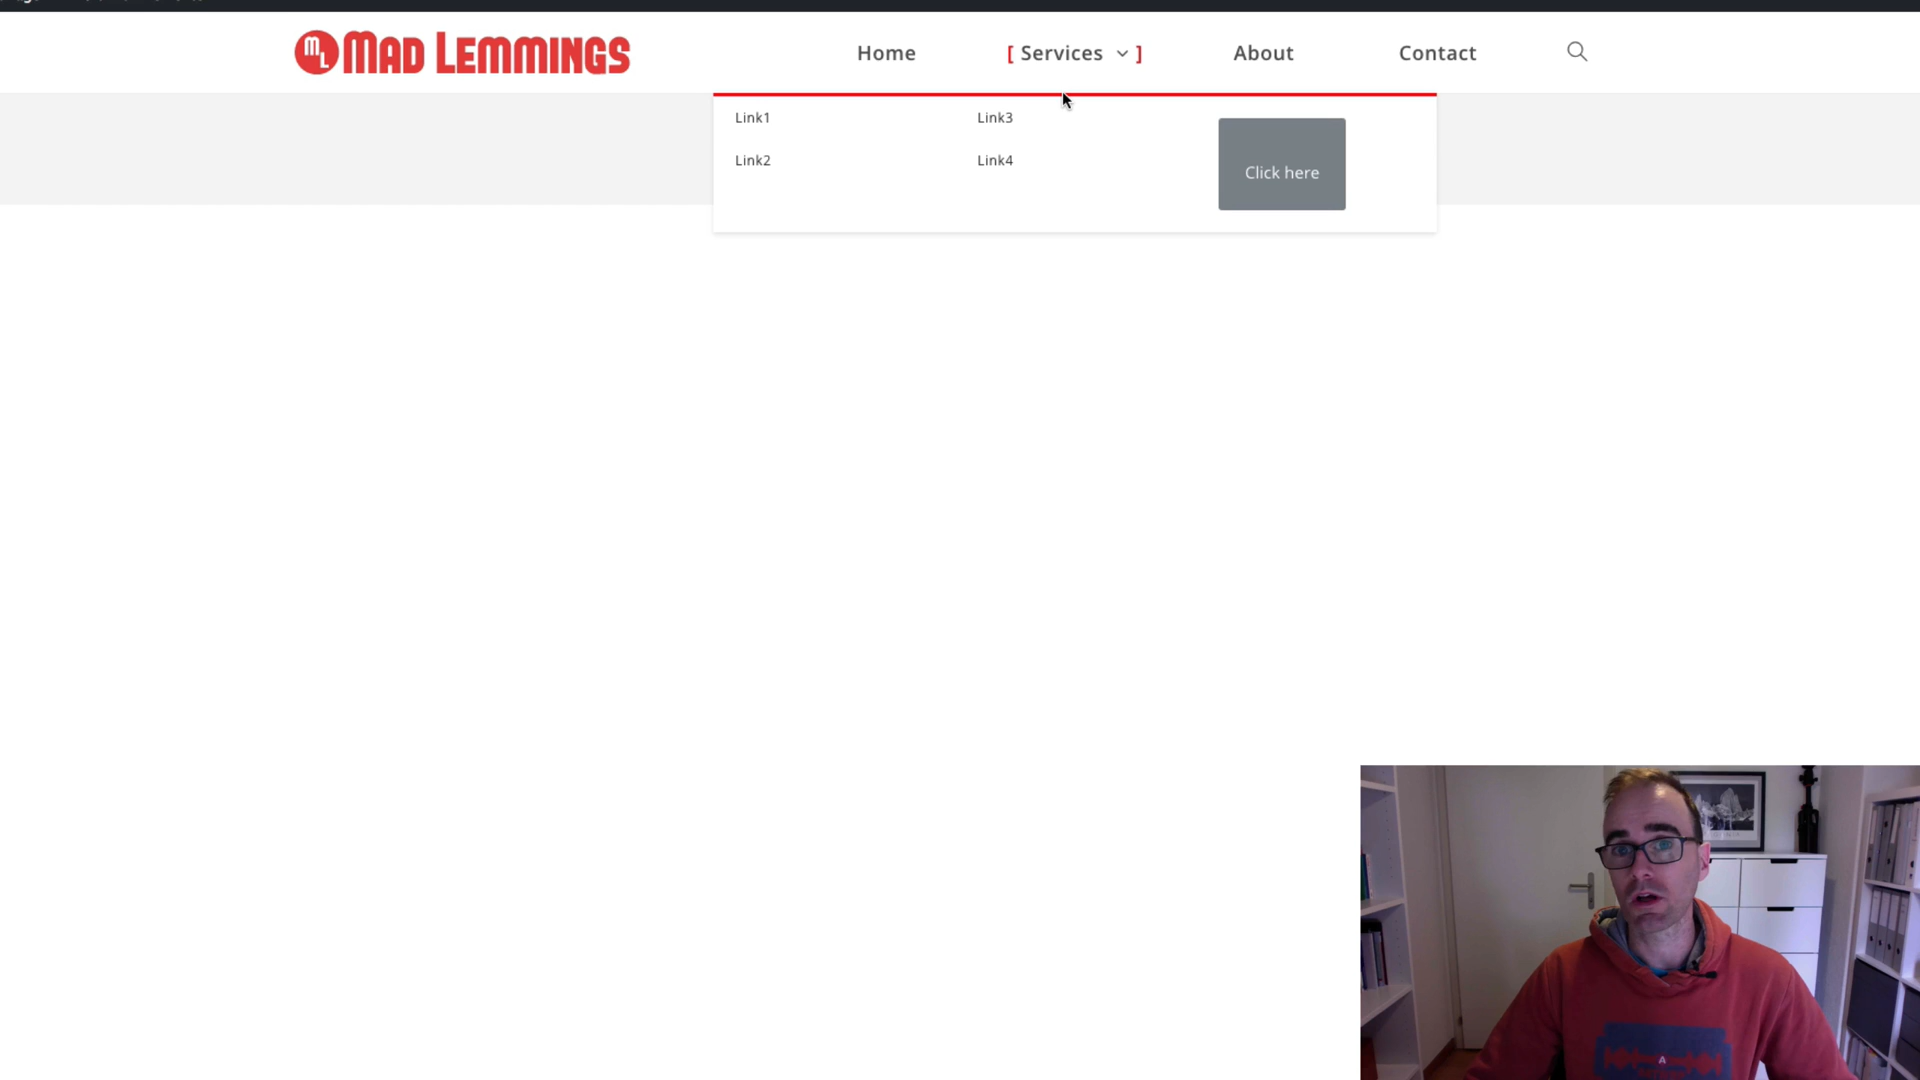 mL MAD LEMMINGS
Home
[ Services ]
About
Contact
Link1
Link3
Link2
Link4
Click here
A